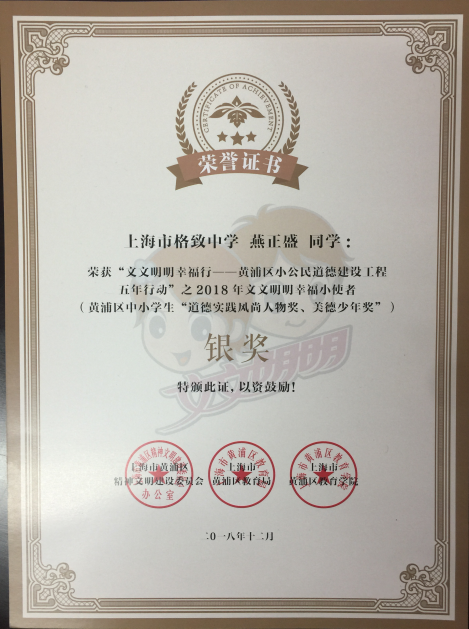 CERTIFICATE OF ACHIEVEMENT
荣誉证书
上海市格致中学 燕正盛 同学：
荣获“文文明明幸福行——黄浦区小公民道德建设工程
五年行动”之2018年文文明明幸福小使者
（黄浦区中小学生“道德实践风尚人物奖、美德少年奖”）
银奖
文文明明
特颁此证，以资鼓励！
上海市黄浦区 上海市 上海市
精神文明建设委员会 黄浦区教育局 黄浦区教育学院
办公室
二〇一八年十二月